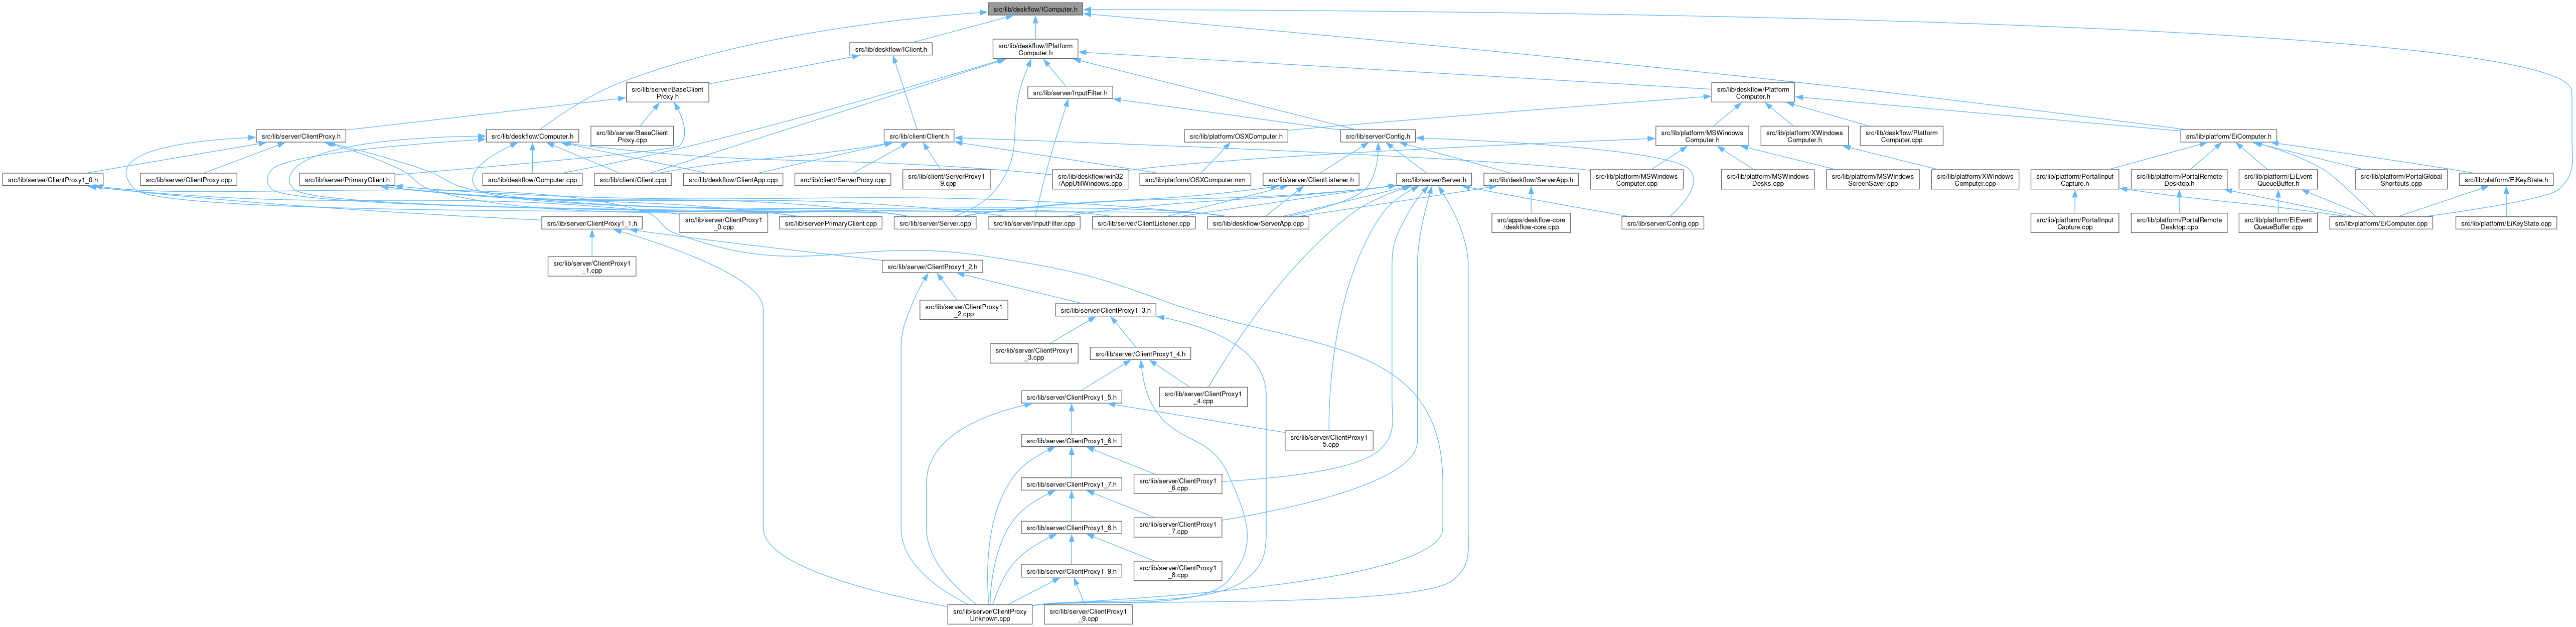 src/lib/deskflow/IComputer.h
src/lib/deskflow/IClient.h
src/lib/deskflow/IPlatform
Computer.h
src/lib/server/BaseClient
Proxy.h
src/lib/server/InputFilter.h
src/lib/deskflow/Platform
Computer.h
src/lib/server/ClientProxy.h
src/lib/server/BaseClient
Proxy.cpp
src/lib/deskflow/Computer.h
src/lib/client/Client.h
src/lib/platform/OSXComputer.h
src/lib/server/Config.h
src/lib/platform/MSWindows
Computer.h
src/lib/platform/XWindows
Computer.h
src/lib/deskflow/Platform
Computer.cpp
src/lib/platform/EiComputer.h
src/lib/server/ClientProxy1_0.h
src/lib/server/ClientProxy.cpp
src/lib/server/PrimaryClient.h
src/lib/deskflow/Computer.cpp
src/lib/client/Client.cpp
src/lib/deskflow/ClientApp.cpp
src/lib/client/ServerProxy.cpp
src/lib/client/ServerProxy1
_9.cpp
src/lib/deskflow/win32
/AppUtilWindows.cpp
src/lib/platform/OSXComputer.mm
src/lib/server/ClientListener.h
src/lib/server/Server.h
src/lib/deskflow/ServerApp.h
src/lib/platform/MSWindows
Computer.cpp
src/lib/platform/MSWindows
Desks.cpp
src/lib/platform/MSWindows
ScreenSaver.cpp
src/lib/platform/XWindows
Computer.cpp
src/lib/platform/PortalInput
Capture.h
src/lib/platform/PortalRemote
Desktop.h
src/lib/platform/EiEvent
QueueBuffer.h
src/lib/platform/PortalGlobal
Shortcuts.cpp
src/lib/platform/EiKeyState.h
src/lib/server/ClientProxy1_1.h
src/lib/server/ClientProxy1
_0.cpp
src/lib/server/PrimaryClient.cpp
src/lib/server/Server.cpp
src/lib/server/InputFilter.cpp
src/lib/server/ClientListener.cpp
src/lib/deskflow/ServerApp.cpp
src/apps/deskflow-core
/deskflow-core.cpp
src/lib/server/Config.cpp
src/lib/platform/PortalInput
Capture.cpp
src/lib/platform/PortalRemote
Desktop.cpp
src/lib/platform/EiEvent
QueueBuffer.cpp
src/lib/platform/EiComputer.cpp
src/lib/platform/EiKeyState.cpp
src/lib/server/ClientProxy1
_1.cpp
src/lib/server/ClientProxy1_2.h
src/lib/server/ClientProxy1
_2.cpp
src/lib/server/ClientProxy1_3.h
src/lib/server/ClientProxy1
_3.cpp
src/lib/server/ClientProxy1_4.h
src/lib/server/ClientProxy1_5.h
src/lib/server/ClientProxy1
_4.cpp
src/lib/server/ClientProxy1_6.h
src/lib/server/ClientProxy1
_5.cpp
src/lib/server/ClientProxy1_7.h
src/lib/server/ClientProxy1
_6.cpp
src/lib/server/ClientProxy1_8.h
src/lib/server/ClientProxy1
_7.cpp
src/lib/server/ClientProxy1_9.h
src/lib/server/ClientProxy1
_8.cpp
src/lib/server/ClientProxy
Unknown.cpp
src/lib/server/ClientProxy1
_9.cpp